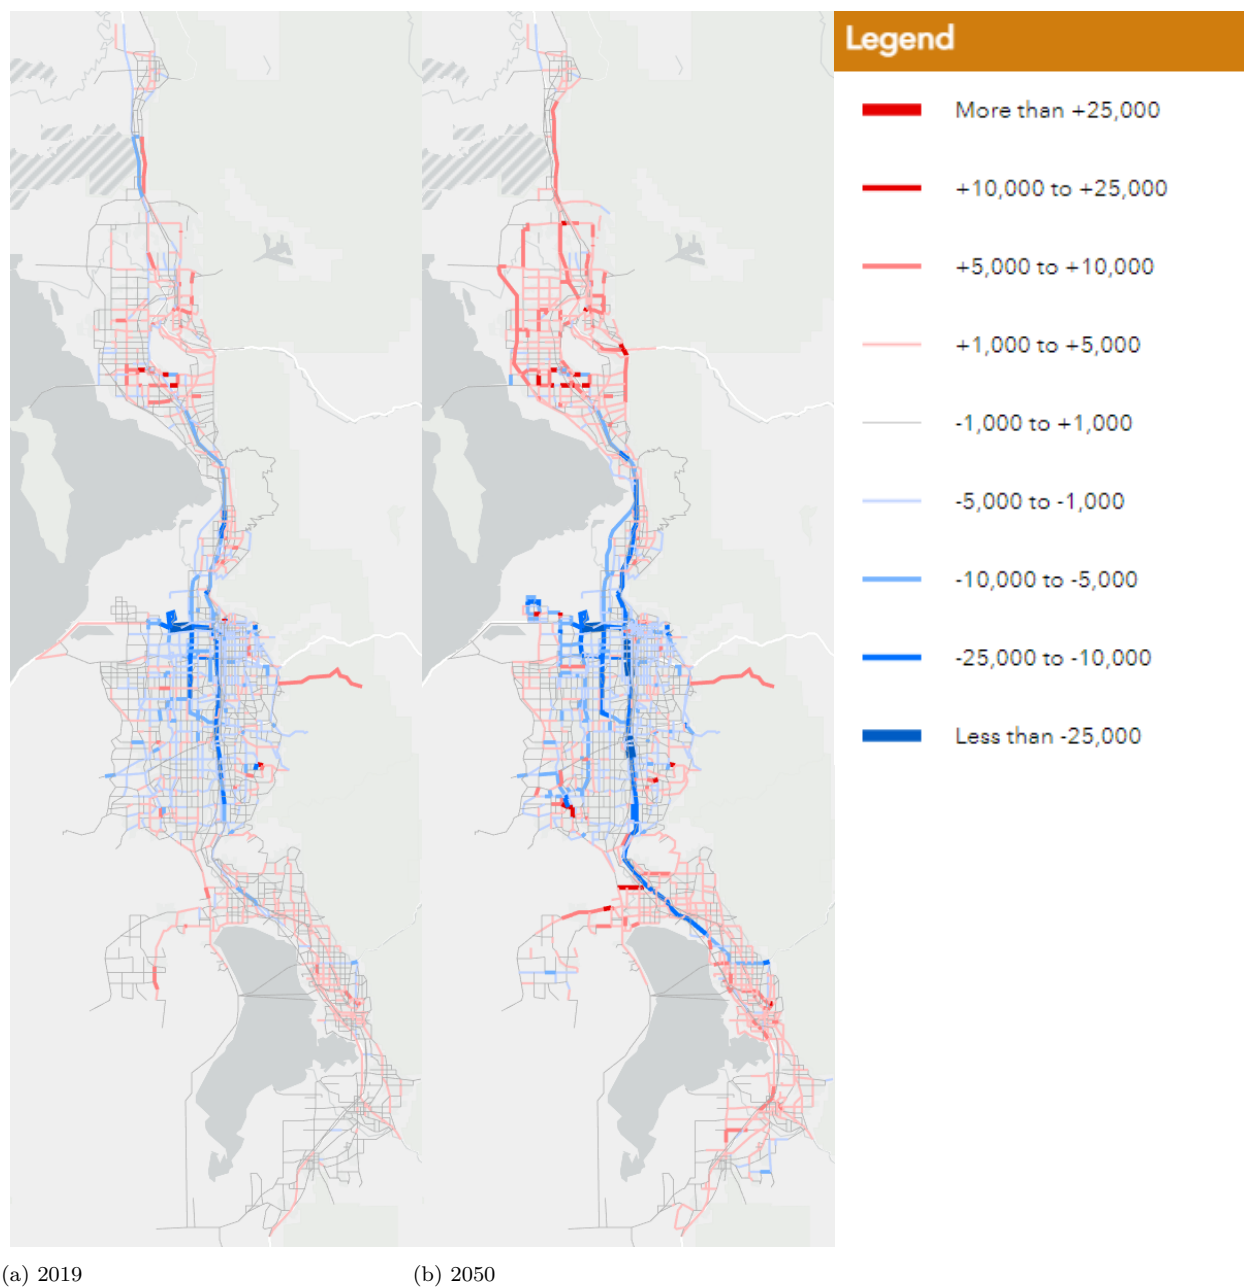 Legend
More than +25,000
+10,000 to +25,000
+5,000 to +10,000
+1,000 to +5,000
-1,000 to +1,000
-5,000 to -1,000
-10,000 to -5,000
-25,000 to -10,000
Less than -25,000
(a) 2019
(b) 2050